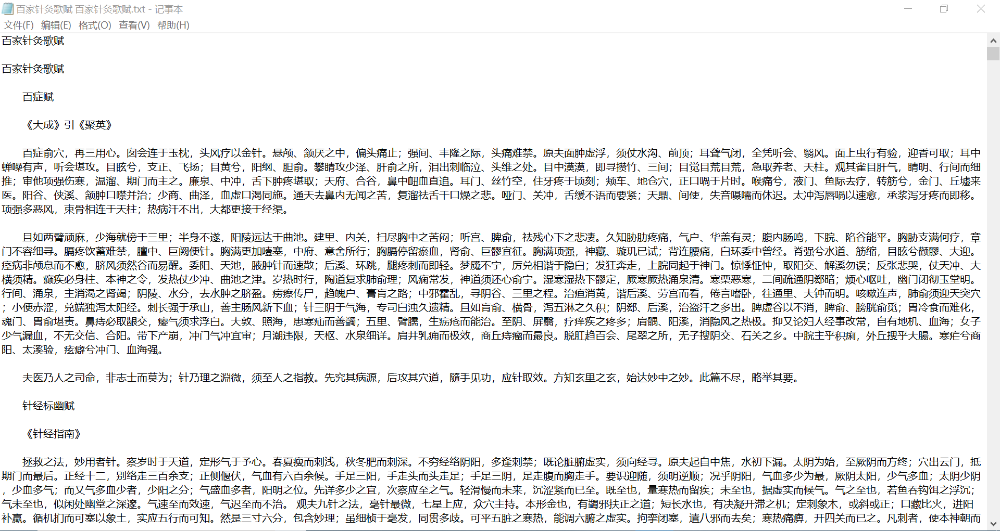 百家针灸歌赋 百家针灸歌赋.txt - 记事本
文件(F) 编辑(E) 格式(O) 查看(V) 帮助(H)
百家针灸歌赋
百家针灸歌赋
百症赋
《大成》引《聚英》
百症俞穴，再三用心。囱会连于玉枕，头风疗以金针。悬颅、颔厌之中，偏头痛止；强间、丰隆之际，头痛难禁。原夫面肿虚浮，须仗水沟、前顶；耳聋气闭，全凭听会、翳风。面上虫行有验，迎香可取；耳中
蝉噪有声，听会堪攻。目眩兮，支正、飞扬；目黄兮，阳纲、胆俞。攀睛攻少泽、肝俞之所，泪出刺临泣、头维之处。目中漠漠，即寻攒竹、三间；目觉目荒目荒，急取养老、天柱。观其雀目肝气，睛明、行间而细
推；审他项强伤寒，温溜、期门而主之。廉泉、中冲，舌下肿疼堪取；天府、合谷，鼻中衄血直追。耳门、丝竹空，住牙疼于顷刻；颊车、地仓穴，正口喎于片时。喉痛兮，液门、鱼际去疗，转筋兮，金门、丘墟来
医。阳谷、侠溪、颔肿口噤并治；少商、曲泽，血虚口渴同施。通天去鼻内无闻之苦，复溜祛舌干口燥之悲。哑门、关冲，舌缓不语而要紧；天鼎、间使，失音嗫嚅而休迟。太冲泻唇喎以速愈，承浆泻牙疼而即移。
项强多恶风，束骨相连于天柱；热病汗不出，大都更接于经渠。
且如两臂顽麻，少海就傍于三里；半身不遂，阳陵远达于曲池。建里、内关，扫尽胸中之苦闷；听宫、脾俞，祛残心下之悲凄。久知胁肋疼痛，气户、华盖有灵；腹内肠鸣，下脘、陷谷能平。胸胁支满何疗，章
门不容细寻。膈疼饮蓄难禁，膻中、巨阙便针。胸满更加噎塞，中府、意舍所行；胸膈停留瘀血，肾俞、巨髎宜征。胸满项强，神藏、璇玑已试；背连腰痛，白环委中曾经。脊强兮水道、筋缩，目眩兮颧髎、大迎。
痉病非颅息而不愈，脐风须然谷而易醒。委阳、天池，腋肿针而速散；后溪、环跳，腿疼刺而即轻。梦魇不宁，厉兑相谐于隐白；发狂奔走，上脘同起于神门。惊悸怔忡，取阳交、解溪勿误；反张悲哭，仗天冲、大
横须精。癫疾必身柱、本神之令，发热仗少冲、曲池之津。岁热时行，陶道复求肺俞理；风痫常发，神道须还心俞宁。湿寒湿热下髎定，厥寒厥热涌泉清。寒栗恶寒，二间疏通阴郄暗；烦心呕吐，幽门闭彻玉堂明。
行间、涌泉，主消渴之肾竭；阴陵、水分，去水肿之脐盈。痨瘵传尸，趋魄户、膏肓之路；中邪霍乱，寻阴谷、三里之程。治疸消黄，谐后溪、劳宫而看，倦言嗜卧，往通里、大钟而明。咳嗽连声，肺俞须迎天突穴
；小便赤涩，兑端独泻太阳经。刺长强于承山，善主肠风新下血；针三阴于气海，专司白浊久遗精。且如肓俞、横骨，泻五淋之久积；阴郄、后溪，治盗汗之多出。脾虚谷以不消，脾俞、膀胱俞觅；胃冷食而难化，
魂门、胃俞堪责。鼻痔必取龈交，瘿气须求浮白。大敦、照海，患寒疝而善蠲；五里、臂臑，生疬疮而能治。至阴、屏翳，疗痒疾之疼多；肩髃、阳溪，消隐风之热极。抑又论妇人经事改常，自有地机、血海；女子
少气漏血，不无交信、合阳。带下产崩，冲门气冲宜审；月潮违限，天枢、水泉细详。肩井乳痈而极效，商丘痔瘤而最良。脱肛趋百会、尾翠之所，无子搜阴交、石关之乡。中脘主乎积痢，外丘搜乎大腸。寒疟兮商
阳、太溪验，痃癖兮冲门、血海强。
夫医乃人之司命，非志士而莫为；针乃理之渊微，须至人之指教。先究其病源，后攻其穴道，隨手见功，应针取效。方知玄里之玄，始达妙中之妙。此篇不尽，略举其要。
针经标幽赋
《针经指南》
拯救之法，妙用者针。察岁时于天道，定形气于予心。春夏瘦而刺浅，秋冬肥而刺深。不穷经络阴阳，多逢刺禁；既论脏腑虚实，须向经寻。原夫起自中焦，水初下漏。太阴为始，至厥阴而方终；穴出云门，抵
期门而最后。正经十二，别络走三百余支；正侧偃伏，气血有六百余候。手足三阳，手走头而头走足；手足三阴，足走腹而胸走手。要识迎随，须明逆顺；况乎阴阳，气血多少为最，厥阴太阳，少气多血；太阴少阴
，少血多气；而又气多血少者，少阳之分；气盛血多者，阳明之位。先详多少之宜，次察应至之气。轻滑慢而未来，沉涩紧而已至。既至也，量寒热而留疾；未至也，据虚实而候气。气之至也，若鱼吞钩饵之浮沉；
气未至也，似闲处幽堂之深邃。气速至而效速，气迟至而不治。 观夫九针之法，毫针最微，七星上应，众穴主持。本形金也，有蠲邪扶正之道；短长水也，有决凝开滞之机；定刺象木，或斜或正；口藏比火，进阳
补羸。循机扪而可塞以象土，实应五行而可知。然是三寸六分，包含妙理；虽细桢于毫发，同贯多歧。可平五脏之寒热，能调六腑之虚实。拘挛闭塞，遣八邪而去矣；寒热痛痹，开四关而已之。凡刺者，使本神朝而